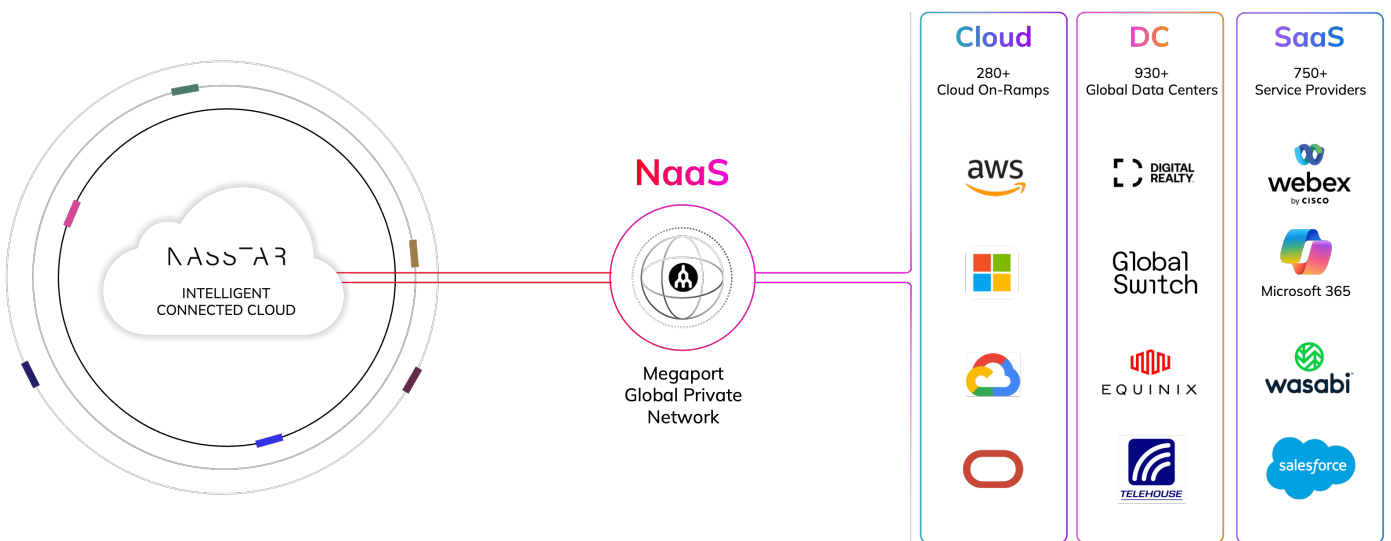 NASSTAR
INTELLIGENT
CONNECTED CLOUD
NaaS
Megaport
Global Private
Network
Cloud
280+
Cloud On-Ramps
aws
DC
930+
Global Data Centers
DIGITAL
REALTY
Global
Switch
EQUINIX
TELEHOUSE
SaaS
750+
Service Providers
webex
by CISCO
Microsoft 365
wasabi
salesforce